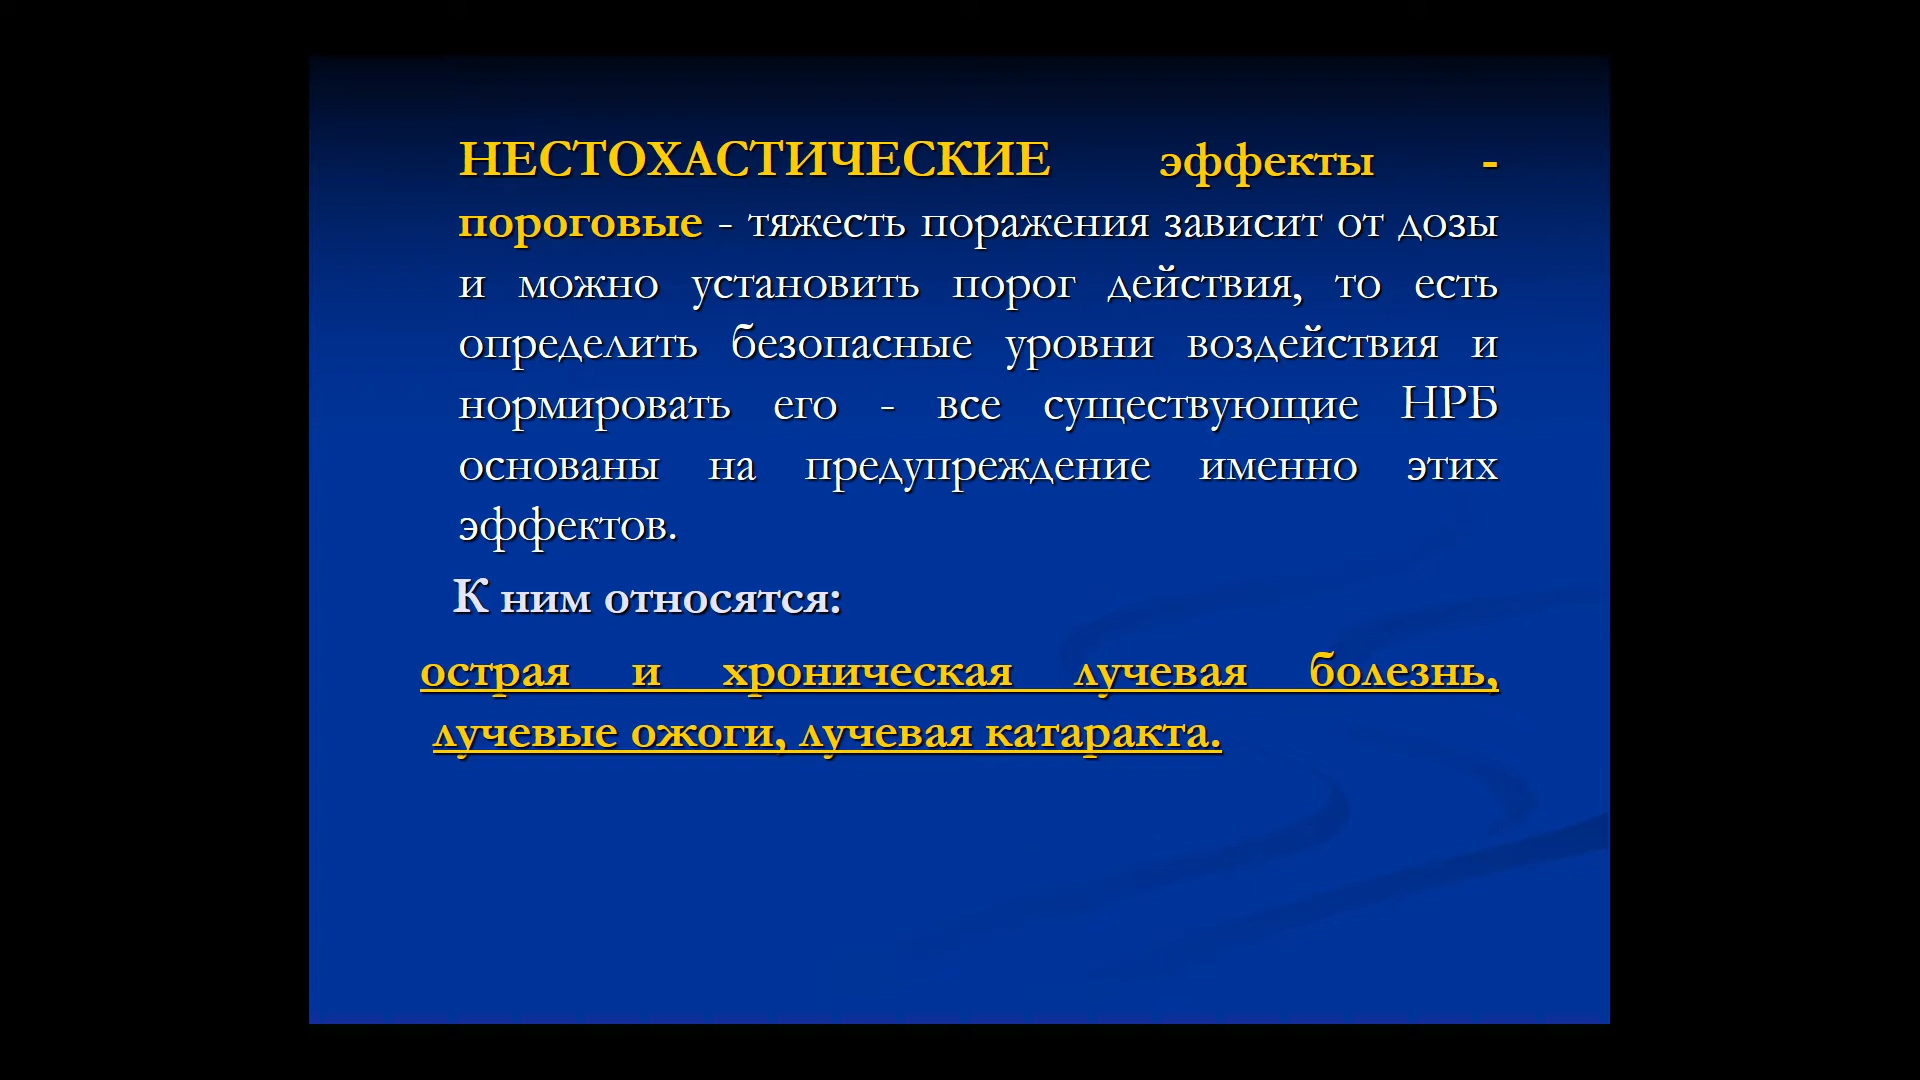 НЕСТОХАСТИЧЕСКИЕ эффекты -
пороговые - тяжесть поражения зависит от дозы
и можно установить порог действия, то есть
определить безопасные уровни воздействия и
нормировать его - все существующие НРБ
основаны на предупреждение именно этих
эффектов.
К ним относятся:
острая и хроническая лучевая болезнь,
лучевые ожоги, лучевая катаракта.